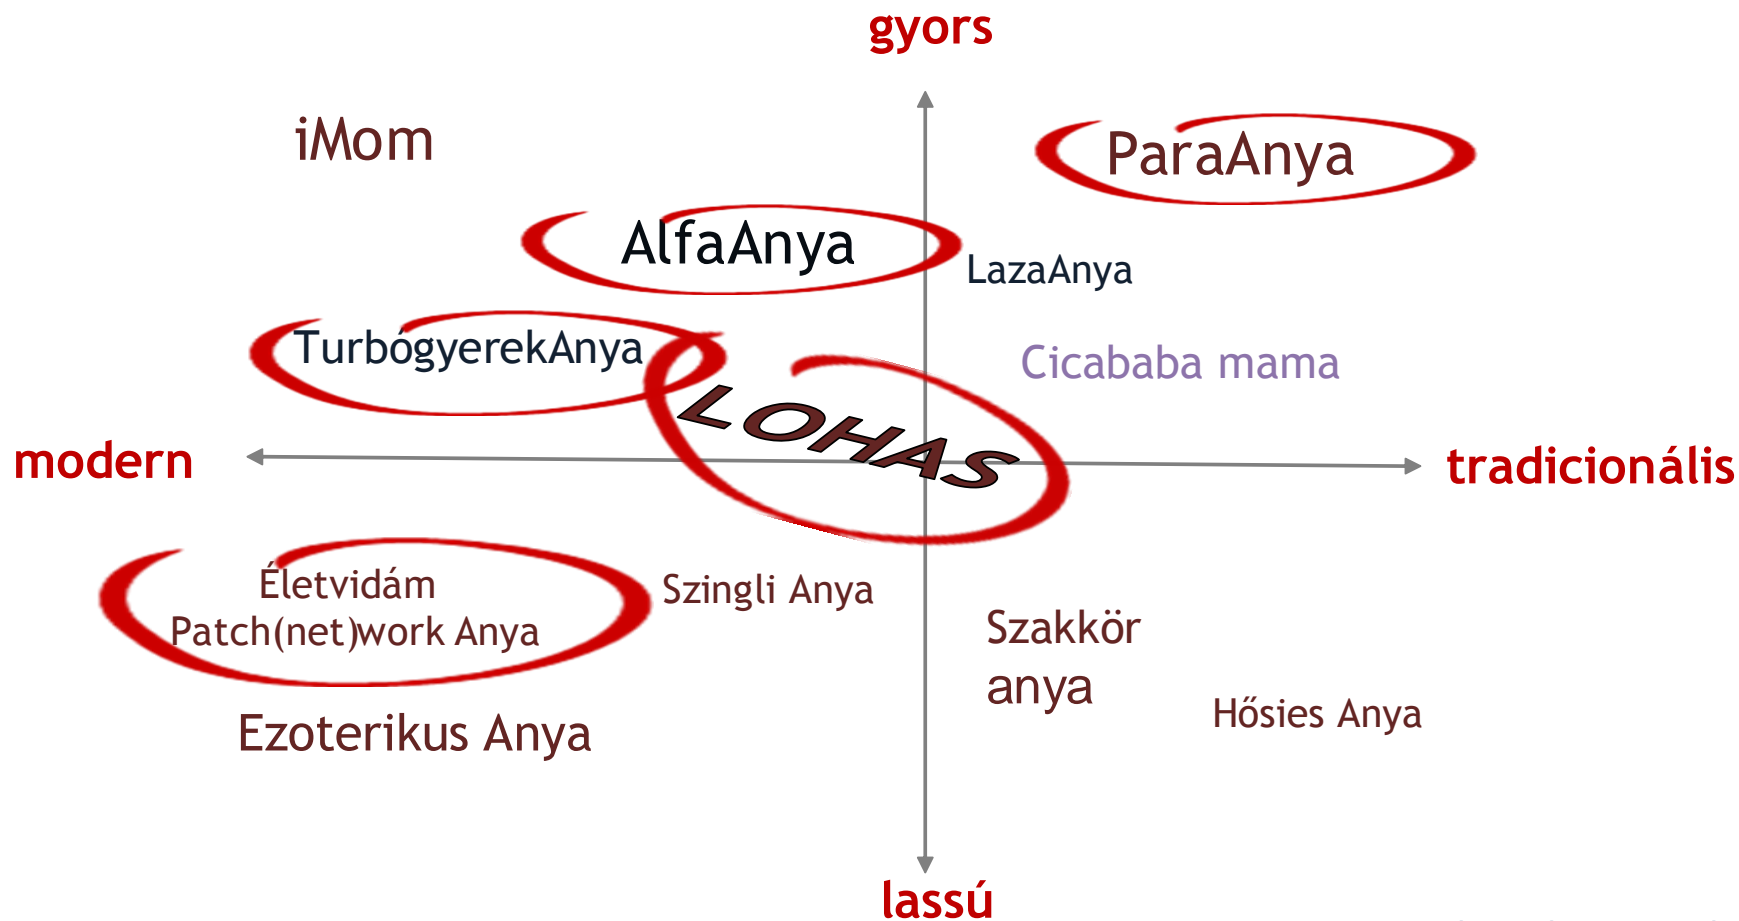 gyors
iMom
ParaAnya
AlfaAnya
LazaAnya
TurbógyerekAnya
Cicababa mama
LOHAS
modern
tradicionális
Életvidám
Patch(net)work Anya
Szingli Anya
Szakkör
anya
Hősies Anya
Ezoterikus Anya
lassú